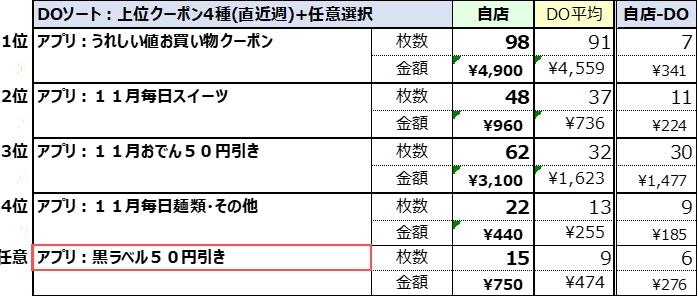 DOソート：上位クーポン4種(直近週)+任意選択 自店 DO平均 自店-DO
1位 アプリ：うれしい値お買い物クーポン 枚数 98 91 7
金額 ¥4,900 ¥4,559 ¥341
2位 アプリ：１１月毎日スイーツ 枚数 48 37 11
金額 ¥960 ¥736 ¥224
3位 アプリ：１１月おでん５０円引き 枚数 62 32 30
金額 ¥3,100 ¥1,623 ¥1,477
4位 アプリ：１１月毎日麺類･その他 枚数 22 13 9
金額 ¥440 ¥255 ¥185
任意 アプリ：黒ラベル５０円引き 枚数 15 9 6
金額 ¥750 ¥474 ¥276